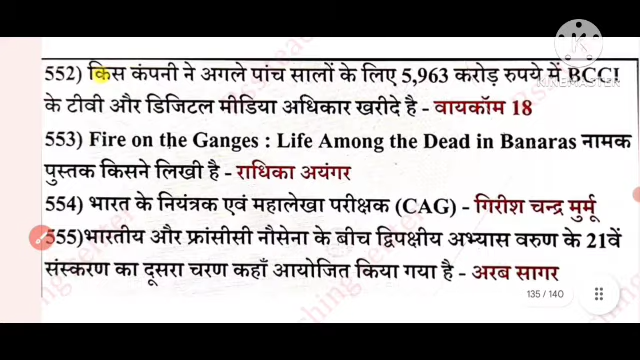 KINEMASTER
552) किस कंपनी ने अगले पांच सालों के लिए 5,963 करोड़ रुपये में BCCI
के टीवी और डिजिटल मीडिया अधिकार खरीदे है - वायकॉम 18
553) Fire on the Ganges : Life Among the Dead in Banaras नामक
पुस्तक किसने लिखी है - राधिका अयंगर
554) भारत के नियंत्रक एवं महालेखा परीक्षक (CAG) - गिरीश चन्द्र मुर्मू
555)भारतीय और फ्रांसीसी नौसेना के बीच द्विपक्षीय अभ्यास वरुण के 21वें
संस्करण का दूसरा चरण कहाँ आयोजित किया गया है - अरब सागर
135 / 140